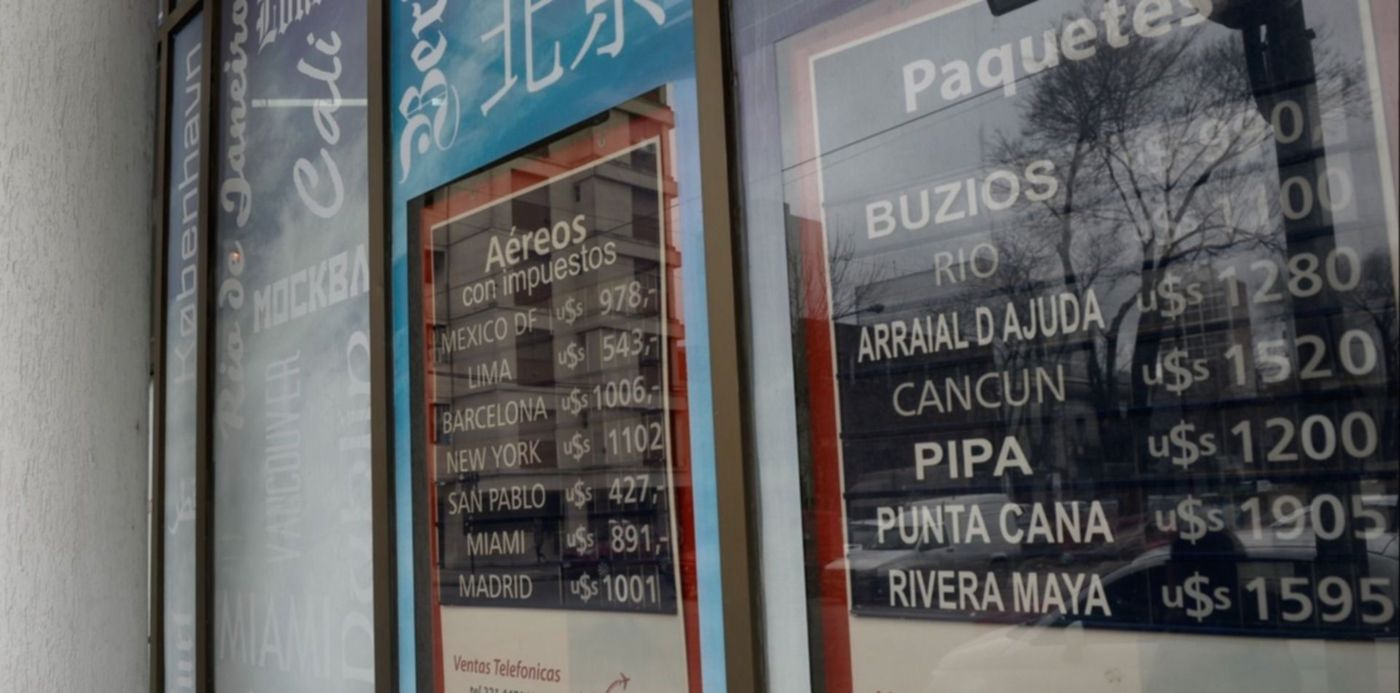 København
&
Rio de Janeiro
Cali
МОСКВА
VANCOUVER
MIAMI
北京
Aéreos
con impuestos
MEXICO DF u$s 978,-
LIMA u$s 543,-
BARCELONA u$s 1006,-
NEW YORK u$s 1102
SAN PABLO u$s 427,-
MIAMI u$s 891,-
MADRID u$s 1001
Ventas Telefonicas
Paquetes
BUZIOS
RIO u$s 1100
ARRAIAL D AJUDA u$s 1280
CANCUN u$s 1520
PIPA u$s 1200
PUNTA CANA u$s 1905
RIVERA MAYA u$s 1595